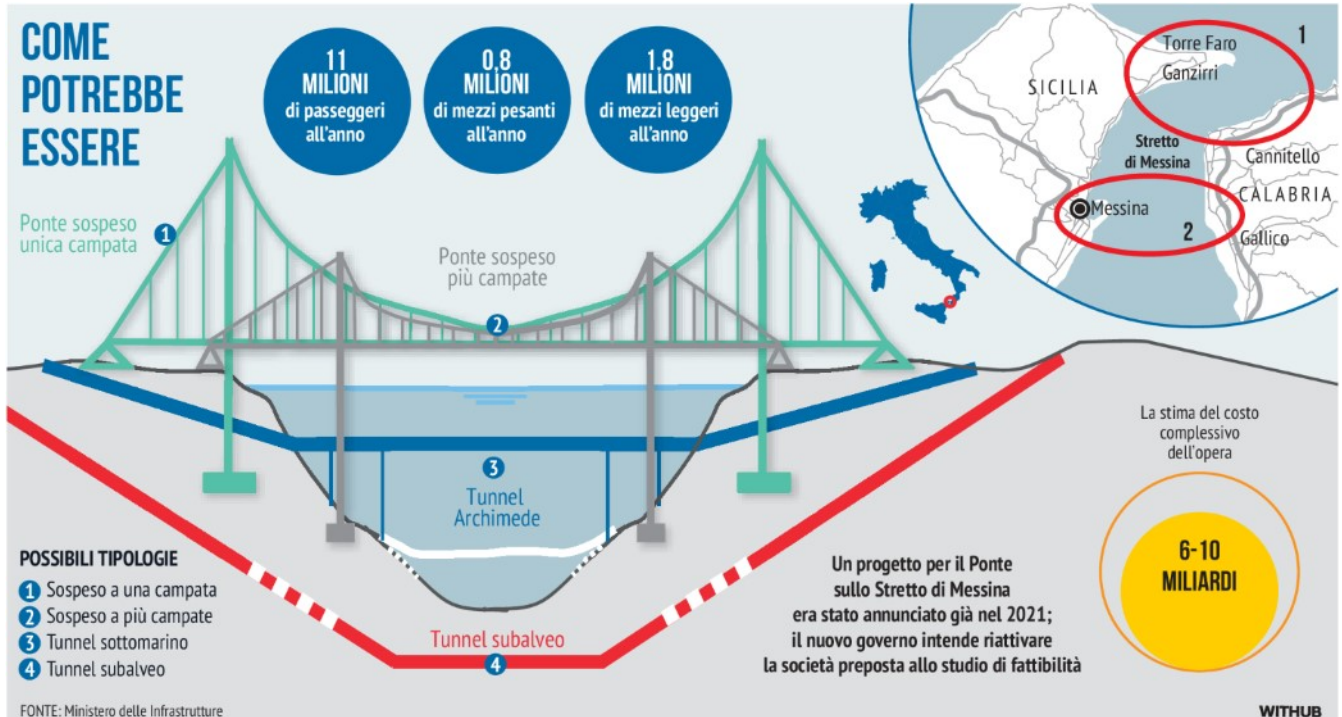 COME
POTREBBE
ESSERE
11
MILIONI
di passeggeri
all'anno
0,8
MILIONI
di mezzi pesanti
all'anno
1,8
MILIONI
di mezzi leggeri
all'anno
1
Torre Faro
Ganzirri
SICILIA
Stretto
di Messina
Cannitello
CALABRIA
Messina
2
Gallico
Ponte sospeso
unica campata
1
Ponte sospeso
più campate
2
3
Tunnel
Archimede
Tunnel subalveo
4
POSSIBILI TIPOLOGIE
1 Sospeso a una campata
2 Sospeso a più campate
3 Tunnel sottomarino
4 Tunnel subalveo
Un progetto per il Ponte
sullo Stretto di Messina
era stato annunciato già nel 2021;
il nuovo governo intende riattivare
la società preposta allo studio di fattibilità
La stima del costo
complessivo
dell'opera
6-10
MILIARDI
FONTE: Ministero delle Infrastrutture
WITHUB